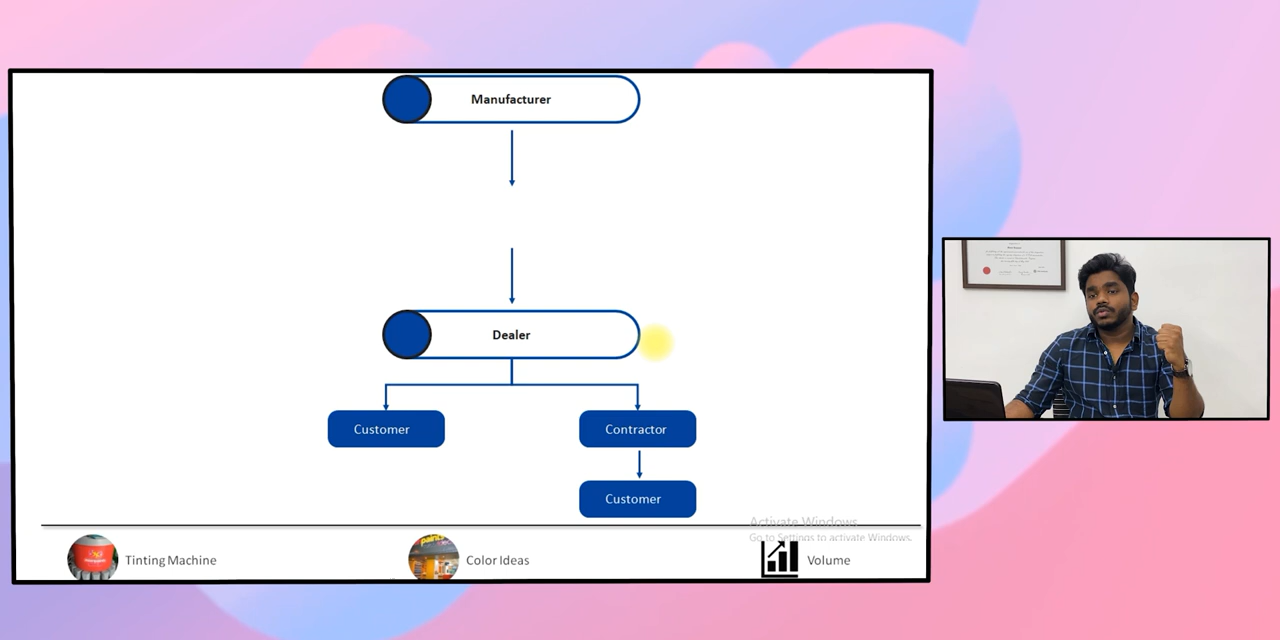 Manufacturer
Dealer
Customer
Contractor
Customer
Activate Windows
Go to Settings to activate Windows.
Tinting Machine
Color Ideas
Volume